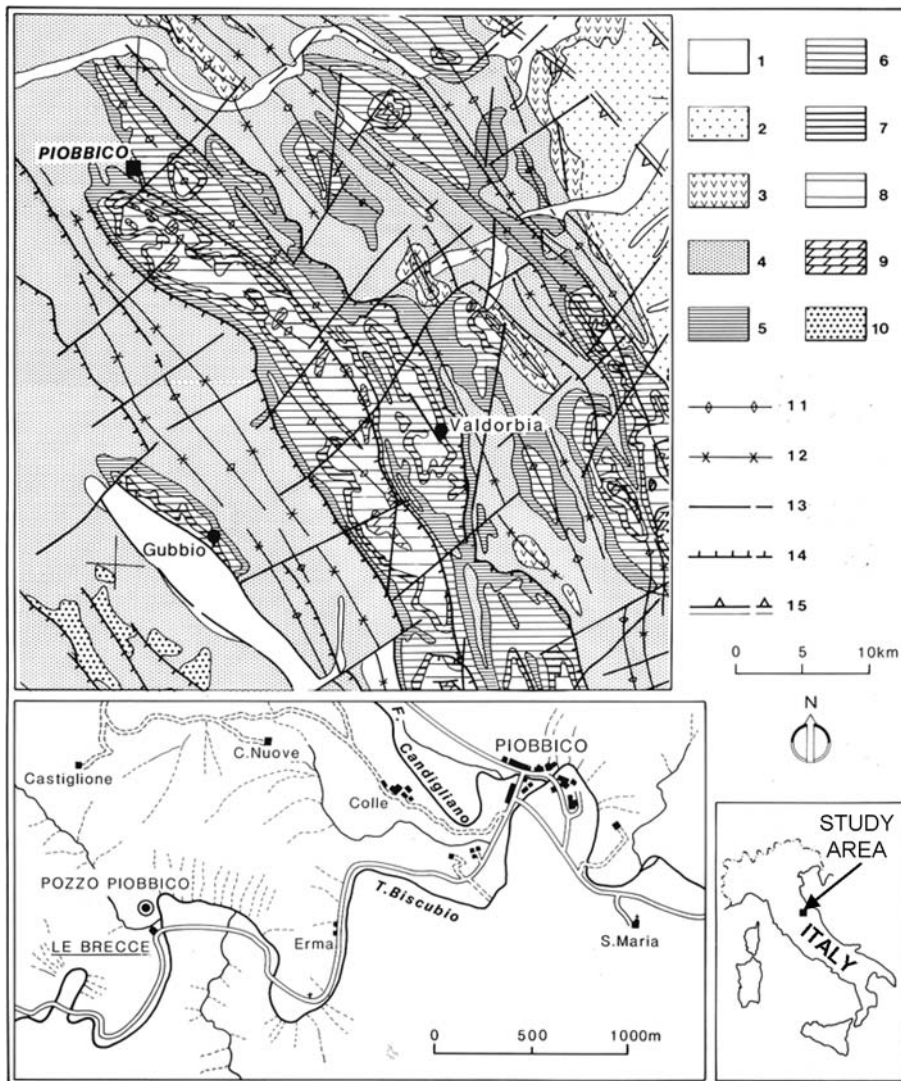 PIOBBICO
Valdorbia
Gubbio
1
2
3
4
5
6
7
8
9
10
11
12
13
14
15
0 5 10km
N
Castiglione
C.Nuove
Colle
F. Candigliano
PIOBBICO
POZZO PIOBBICO
LE BRECCE
Erma
T.Biscubio
S.Maria
0 500 1000m
STUDY
AREA
ITALY